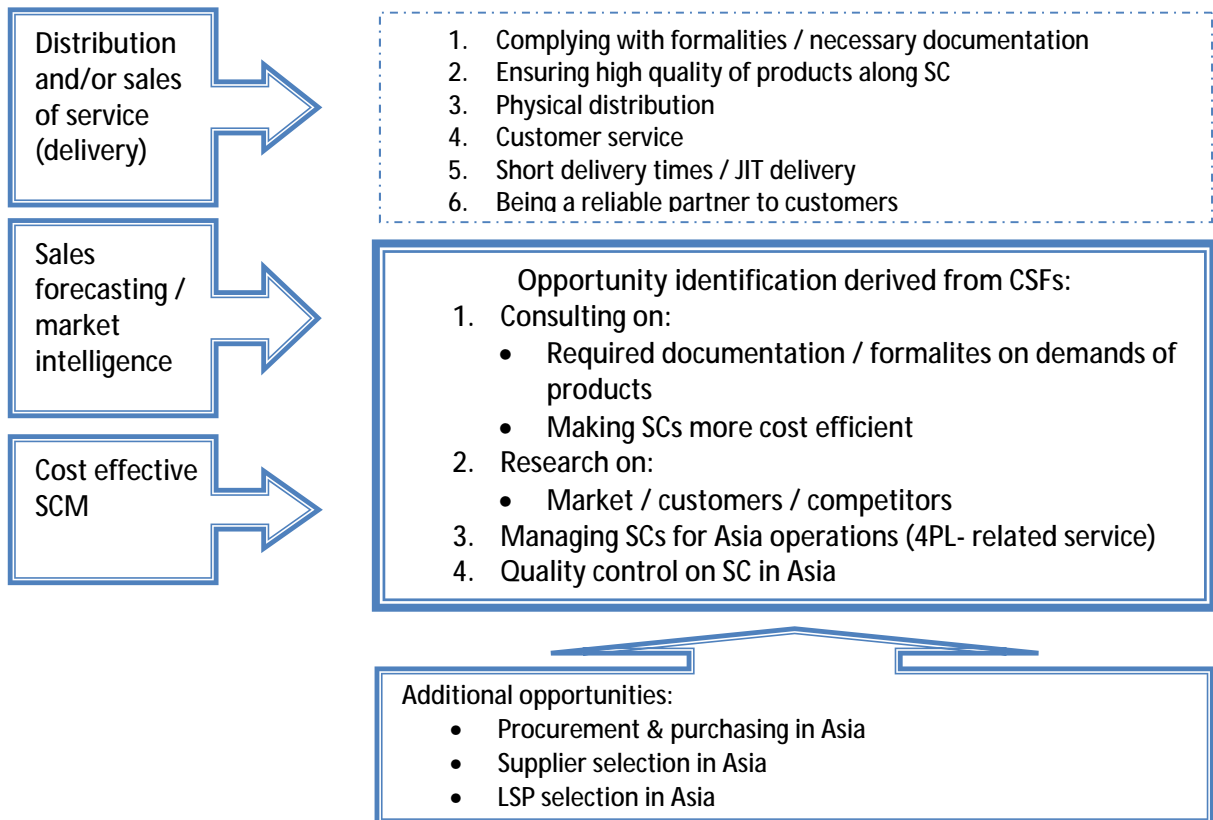 Distribution
and/or sales
of service
(delivery)
1. Complying with formalities / necessary documentation
2. Ensuring high quality of products along SC
3. Physical distribution
4. Customer service
5. Short delivery times / JIT delivery
6. Being a reliable partner to customers
Sales
forecasting /
market
intelligence
Opportunity identification derived from CSFs:
1. Consulting on:
• Required documentation / formalites on demands of
products
• Making SCs more cost efficient
2. Research on:
• Market / customers / competitors
3. Managing SCs for Asia operations (4PL- related service)
4. Quality control on SC in Asia
Cost effective
SCM
Additional opportunities:
• Procurement & purchasing in Asia
• Supplier selection in Asia
• LSP selection in Asia